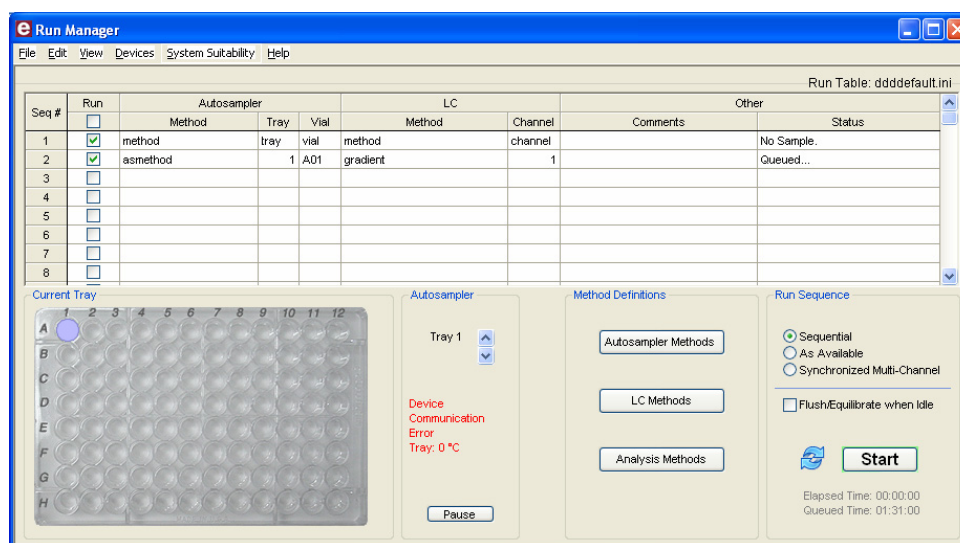 e Run Manager
File Edit View Devices System Suitability Help
Run Table: ddddefault.ini
Seq # Run Autosampler LC Other
Method Tray Vial Method Channel Comments Status
1 method tray vial method channel No Sample.
2 asmethod 1 A01 gradient 1 Queued...
3
4
5
6
7
8
Current Tray Autosampler Method Definitions Run Sequence
1 2 3 4 5 6 7 8 9 10 11 12
A
B
C
D
E
F
G
H
Tray 1
Device
Communication
Error
Tray: 0 °C
Pause
Autosampler Methods
LC Methods
Analysis Methods
Sequential
As Available
Synchronized Multi-Channel
Flush/Equilibrate when Idle
Start
Elapsed Time: 00:00:00
Queued Time: 01:31:00